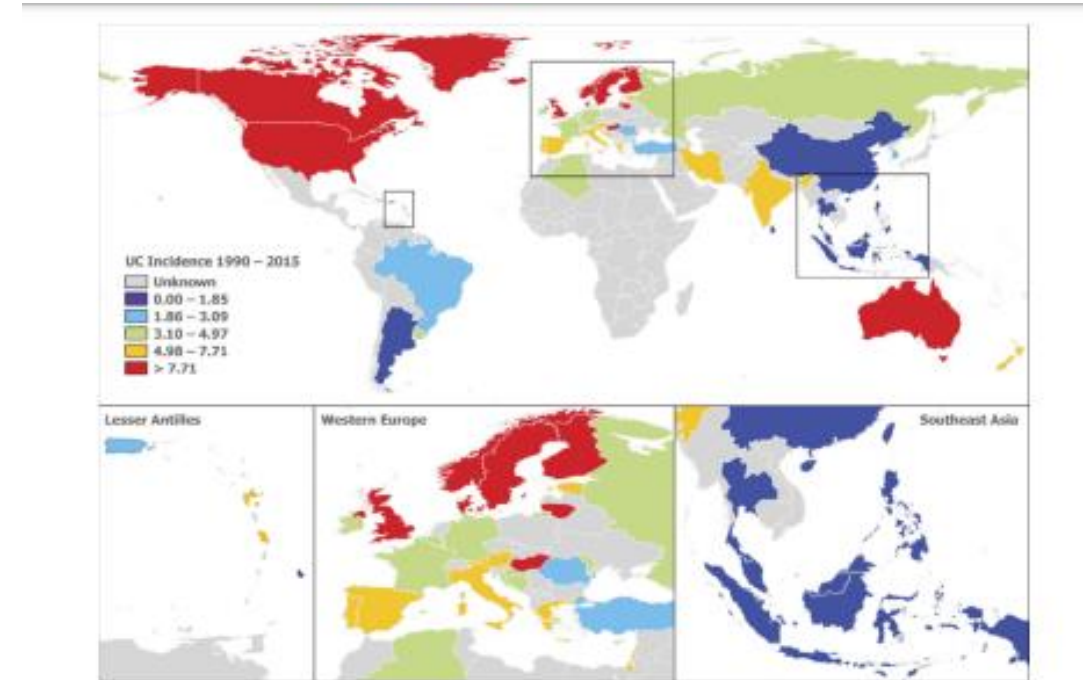 UC Incidence 1990 – 2015
Unknown
0.00 – 1.85
1.86 – 3.09
3.10 – 4.97
4.98 – 7.71
> 7.71
Lesser Antilles
Western Europe
Southeast Asia